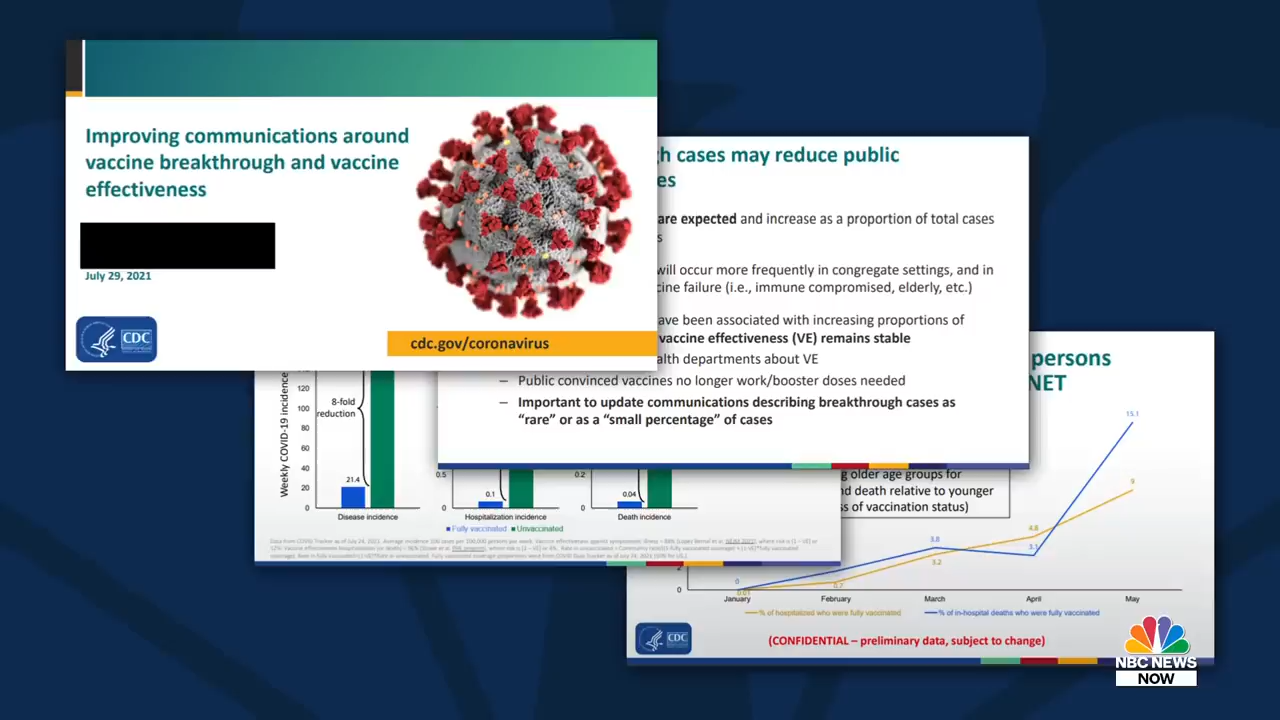 Improving communications around
vaccine breakthrough and vaccine
effectiveness
July 29, 2021
CDC
cdc.gov/coronavirus
h cases may reduce public
es
are expected and increase as a proportion of total cases
s
will occur more frequently in congregate settings, and in
cine failure (i.e., immune compromised, elderly, etc.)
ave been associated with increasing proportions of
vaccine effectiveness (VE) remains stable
alth departments about VE
– Public convinced vaccines no longer work/booster doses needed
– Important to update communications describing breakthrough cases as
“rare” or as a “small percentage” of cases
Weekly COVID-19 incidence
120
100
80
60
40
20
0
8-fold
reduction
21.4
Disease incidence
0.5
0
0.1
Hospitalization incidence
0.2
0
0.04
Death incidence
Fully vaccinated
Unvaccinated
persons
NET
g older age groups for
nd death relative to younger
ss of vaccination status)
15.1
9
4.8
3.1
3.8
3.2
0.7
0
2
0
January
February
March
April
May
% of hospitalized who were fully vaccinated
% of in-hospital deaths who were fully vaccinated
CDC
(CONFIDENTIAL – preliminary data, subject to change)
NBC NEWS
NOW